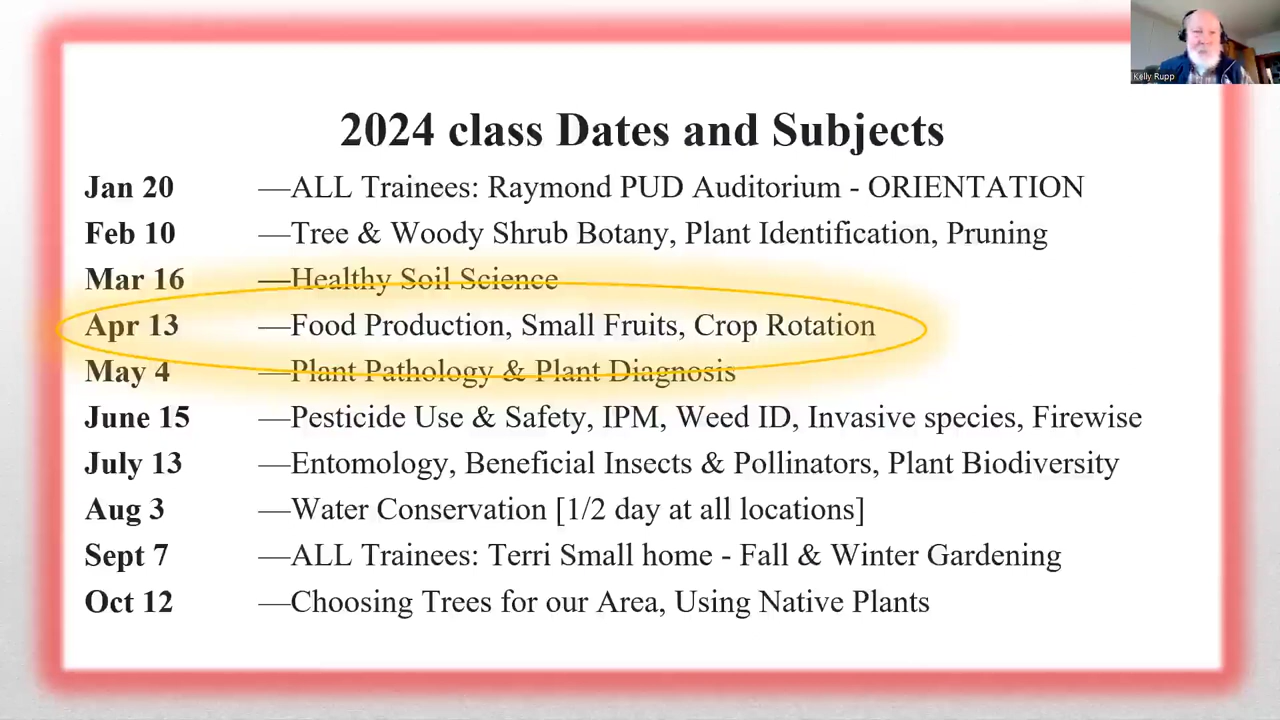 Kelly Rupp
2024 class Dates and Subjects
Jan 20 —ALL Trainees: Raymond PUD Auditorium - ORIENTATION
Feb 10 —Tree & Woody Shrub Botany, Plant Identification, Pruning
Mar 16 —Healthy Soil Science
Apr 13 —Food Production, Small Fruits, Crop Rotation
May 4 —Plant Pathology & Plant Diagnosis
June 15 —Pesticide Use & Safety, IPM, Weed ID, Invasive species, Firewise
July 13 —Entomology, Beneficial Insects & Pollinators, Plant Biodiversity
Aug 3 —Water Conservation [1/2 day at all locations]
Sept 7 —ALL Trainees: Terri Small home - Fall & Winter Gardening
Oct 12 —Choosing Trees for our Area, Using Native Plants